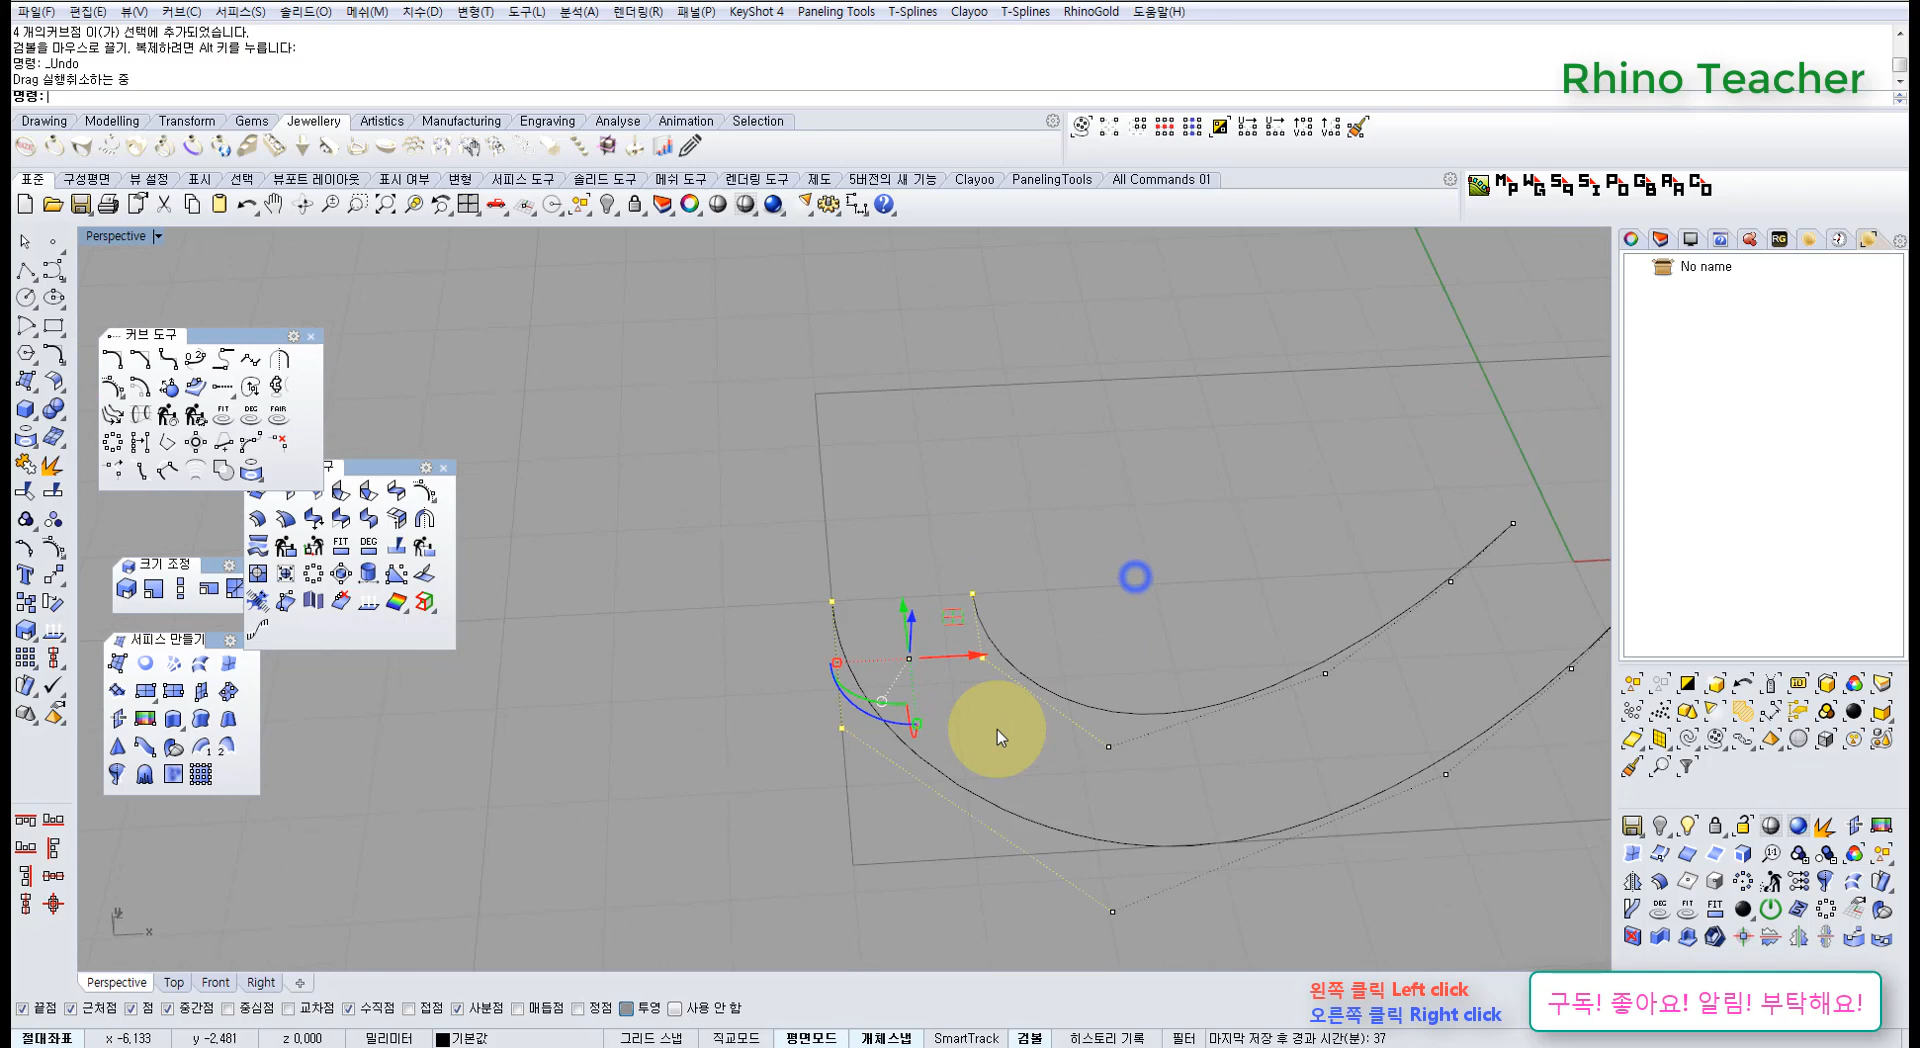 파일(F) 편집(E) 뷰(V) 커브(C) 서피스(S) 솔리드(O) 메쉬(M) 치수(D) 변형(T) 도구(L) 분석(A) 렌더링(R) 패널(P) KeyShot 4 Paneling Tools T-Splines Clayoo T-Splines RhinoGold 도움말(H)
4 개의커브점 이(가) 선택에 추가되었습니다.
검볼을 마우스로 끌기, 복제하려면 Alt 키를 누릅니다:
명령: _Undo
Drag 실행취소하는 중
명령:
Rhino Teacher
Drawing Modelling Transform Gems Jewellery Artistics Manufacturing Engraving Analyse Animation Selection
표준 구성평면 뷰 설정 표시 선택 뷰포트 레이아웃 표시 여부 변형 서피스 도구 솔리드 도구 메쉬 도구 렌더링 도구 제도 5버전의 새 기능 Clayoo PanelingTools All Commands 01
Perspective
No name
커브 도구
FIT DEG FAIR
구
FIT DEG
크기 조정
서피스 만들기
1 2
DEG FIT FIT
y
x
Perspective Top Front Right
끝점 근처점 점 중간점 중심점 교차점 수직점 접점 사분점 매듭점 정점 투영 사용 안 함
왼쪽 클릭 Left click
오른쪽 클릭 Right click
구독! 좋아요! 알림! 부탁해요!
절대좌표 x -6,133 y -2,481 z 0,000 밀리미터 기본값 그리드 스냅 직교모드 평면모드 개체스냅 SmartTrack 검볼 히스토리 기록 필터 마지막 저장 후 경과 시간(분): 37